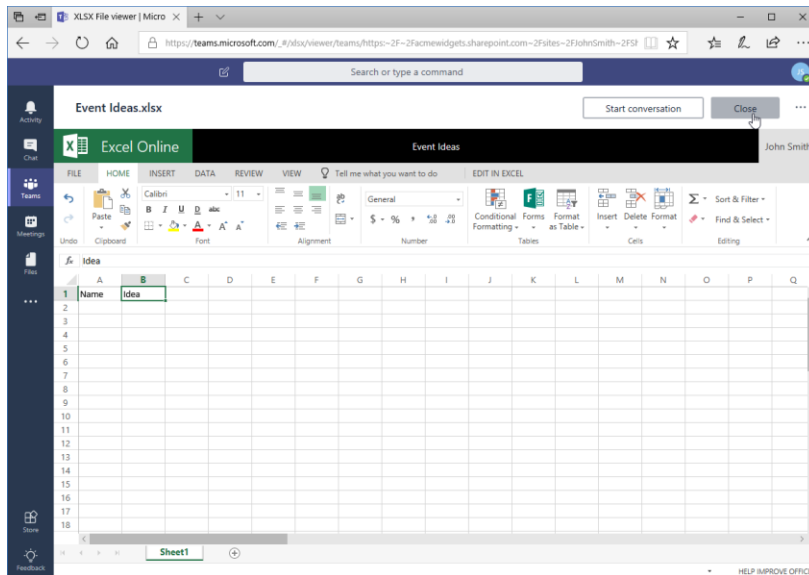 XLSX File viewer | Micro
https://teams.microsoft.com/_#/xlsx/viewer/teams/https:~2F~2Facmewidgets.sharepoint.com~2Fsites~2FJohnSmith~2FSh
Search or type a command
JS
Activity
Chat
Teams
Meetings
Files
Store
Feedback
Event Ideas.xlsx
Start conversation
Close
Excel Online
Event Ideas
John Smith
FILE HOME INSERT DATA REVIEW VIEW Tell me what you want to do EDIT IN EXCEL
Calibri 11 General
Paste
B I U D abc
$ % ,
Conditional Formatting
Forms
Format as Table
Insert Delete Format
Sort & Filter
Find & Select
Undo Clipboard Font Alignment Number Tables Cells Editing
fx Idea
A B C D E F G H I J K L M N O P Q
1 Name Idea
2
3
4
5
6
7
8
9
10
11
12
13
14
15
16
17
18
Sheet1
HELP IMPROVE OFFIC